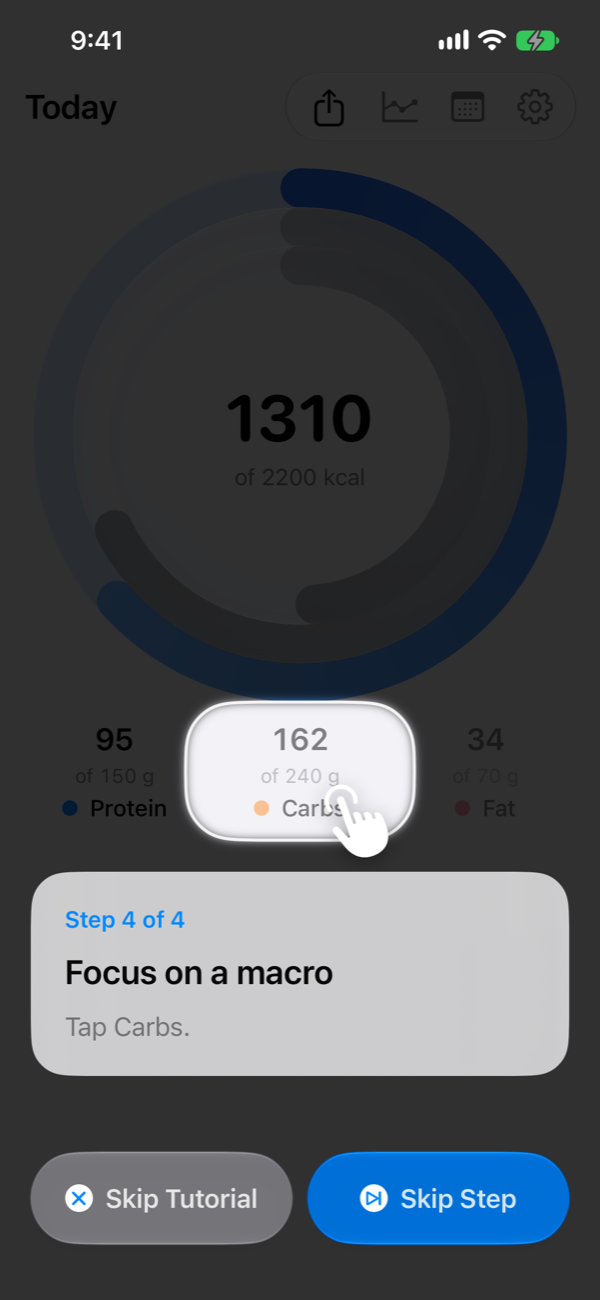 9:41
Today
1310
of 2200 kcal
95
of 150 g
Protein
162
of 240 g
Carbs
34
of 70 g
Fat
Step 4 of 4
Focus on a macro
Tap Carbs.
Skip Tutorial
Skip Step